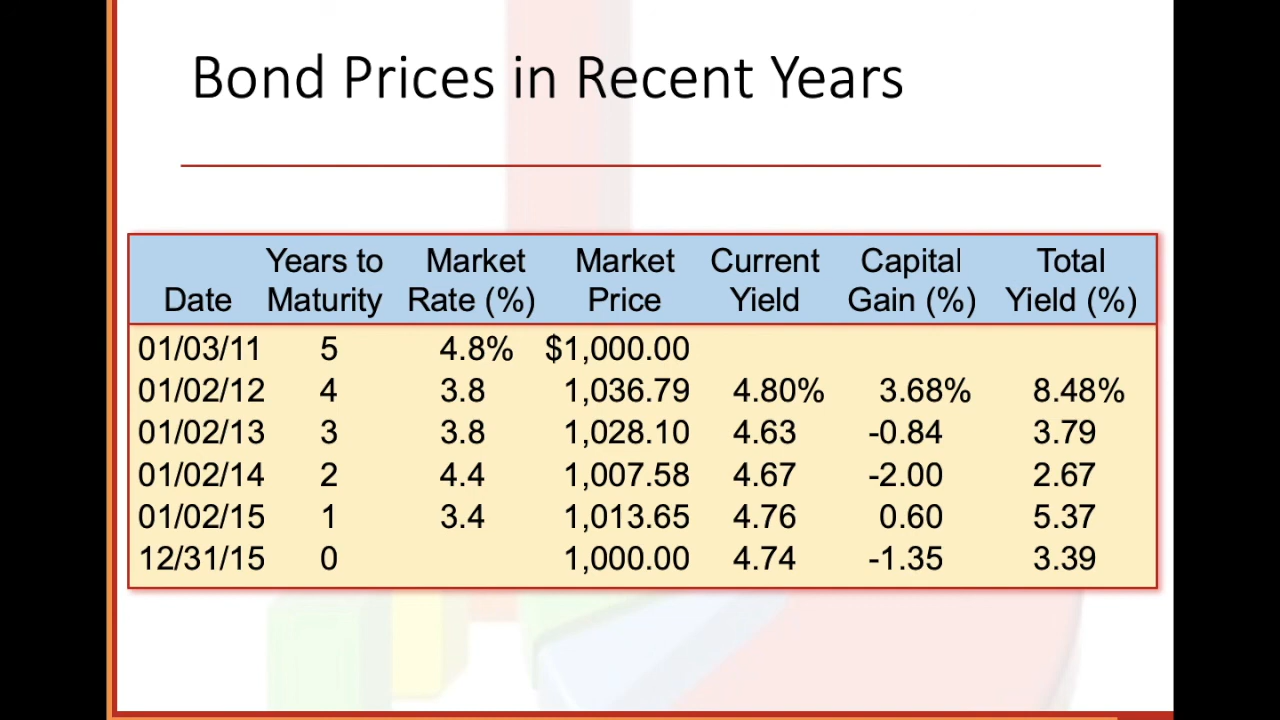 Bond Prices in Recent Years
Years to Market Market Current Capital Total
Date Maturity Rate (%) Price Yield Gain (%) Yield (%)
01/03/11 5 4.8% $1,000.00
01/02/12 4 3.8 1,036.79 4.80% 3.68% 8.48%
01/02/13 3 3.8 1,028.10 4.63 -0.84 3.79
01/02/14 2 4.4 1,007.58 4.67 -2.00 2.67
01/02/15 1 3.4 1,013.65 4.76 0.60 5.37
12/31/15 0 1,000.00 4.74 -1.35 3.39